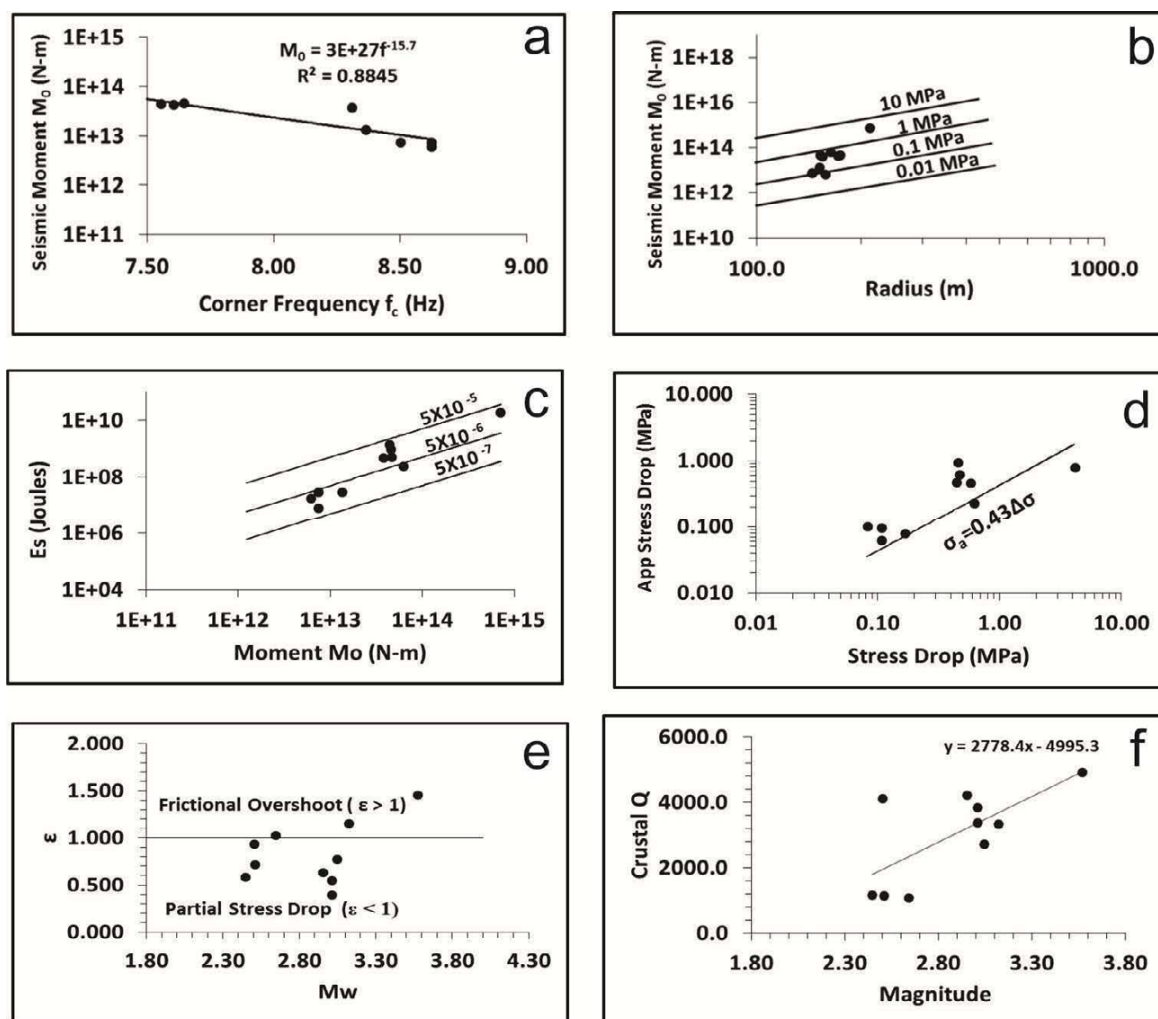 a
M₀ = 3E+27f^-15.7
R² = 0.8845
Seismic Moment M₀ (N-m)
1E+15
1E+14
1E+13
1E+12
1E+11
7.50 8.00 8.50 9.00
Corner Frequency f_c (Hz)
b
Seismic Moment M₀ (N-m)
1E+18
1E+16
1E+14
1E+12
1E+10
10 MPa
1 MPa
0.1 MPa
0.01 MPa
100.0 1000.0
Radius (m)
c
Es (Joules)
1E+10
1E+08
1E+06
1E+04
5X10⁻⁵
5X10⁻⁶
5X10⁻⁷
1E+11 1E+12 1E+13 1E+14 1E+15
Moment Mo (N-m)
d
App Stress Drop (MPa)
10.000
1.000
0.100
0.010
σₐ=0.43Δσ
0.01 0.10 1.00 10.00
Stress Drop (MPa)
e
ε
2.000
1.500
1.000
0.500
0.000
Frictional Overshoot ( ε > 1)
Partial Stress Drop (ε < 1)
1.80 2.30 2.80 3.30 3.80 4.30
Mw
f
y = 2778.4x - 4995.3
Crustal Q
6000.0
4000.0
2000.0
0.0
1.80 2.30 2.80 3.30 3.80
Magnitude